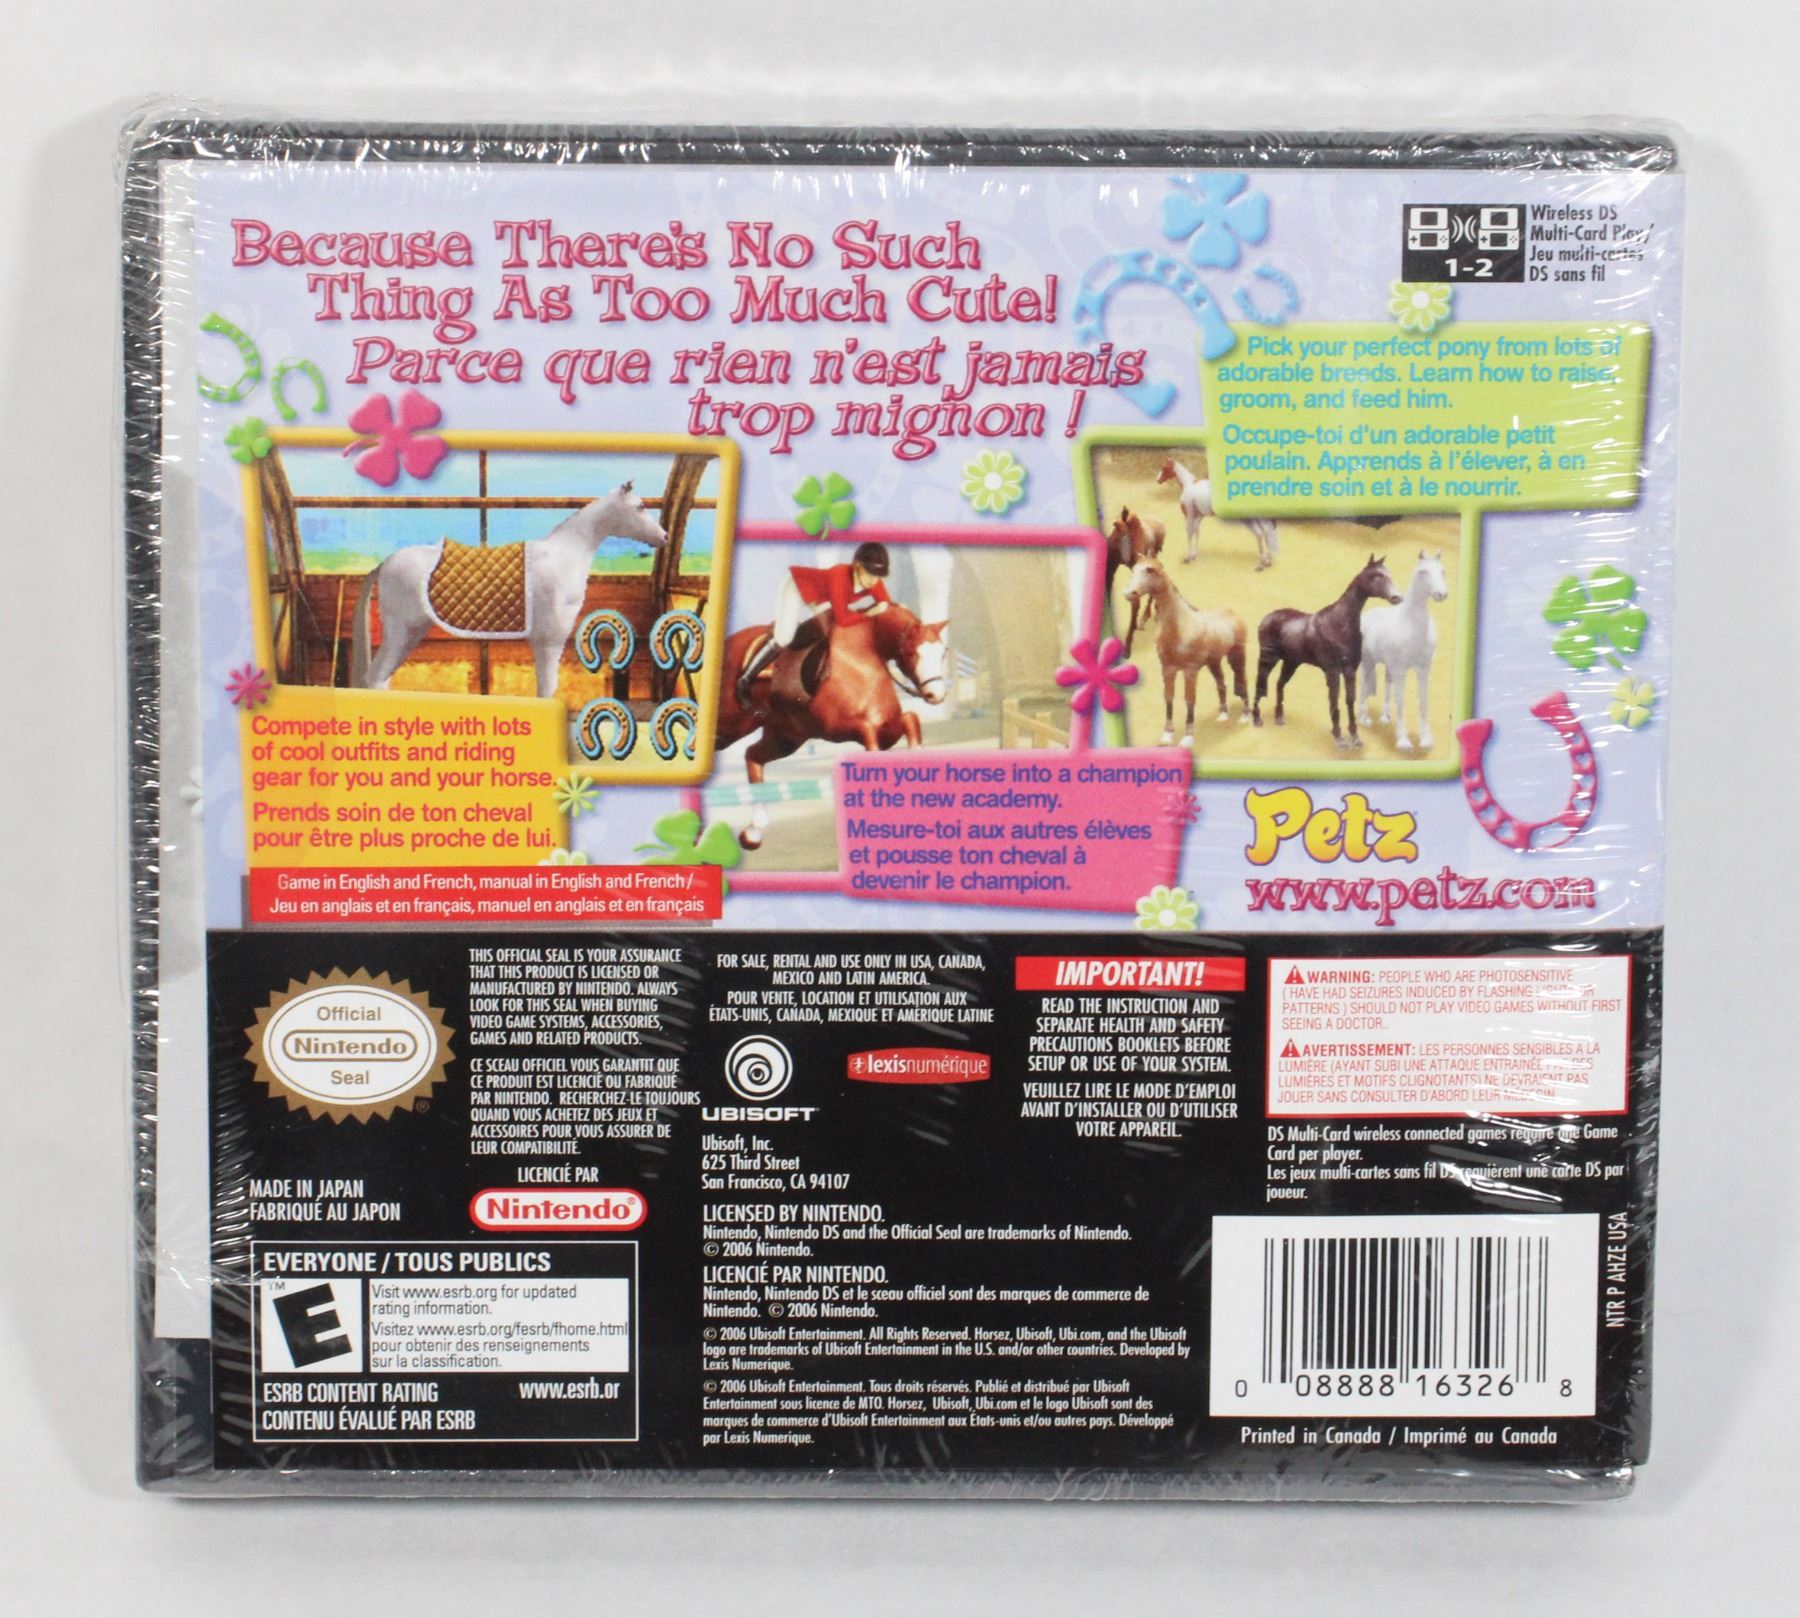 Because There's No Such
Thing As Too Much Cute!
Parce que rien n'est jamais
trop mignon !
Wireless DS
Multi-Card Play/
Jeu multi-cartes
DS sans fil
1-2
Pick your perfect pony from lots of
adorable breeds. Learn how to raise,
groom, and feed him.
Occupe-toi d'un adorable petit
poulain. Apprends à l'élever, à en
prendre soin et à le nourrir.
Compete in style with lots
of cool outfits and riding
gear for you and your horse.
Prends soin de ton cheval
pour être plus proche de lui.
Turn your horse into a champion
at the new academy.
Mesure-toi aux autres élèves
et pousse ton cheval à
devenir le champion.
Petz
www.petz.com
Game in English and French, manual in English and French /
Jeu en anglais et en français, manuel en anglais et en français
Official
Nintendo
Seal
®
THIS OFFICIAL SEAL IS YOUR ASSURANCE
THAT THIS PRODUCT IS LICENSED OR
MANUFACTURED BY NINTENDO. ALWAYS
LOOK FOR THIS SEAL WHEN BUYING
VIDEO GAME SYSTEMS, ACCESSORIES,
GAMES AND RELATED PRODUCTS.
CE SCEAU OFFICIEL VOUS GARANTIT QUE
CE PRODUIT EST LICENCIÉ OU FABRIQUÉ
PAR NINTENDO. RECHERCHEZ-LE TOUJOURS
QUAND VOUS ACHETEZ DES JEUX ET
ACCESSOIRES POUR VOUS ASSURER DE
LEUR COMPATIBILITÉ.
LICENCIÉ PAR
Nintendo®
MADE IN JAPAN
FABRIQUÉ AU JAPON
EVERYONE / TOUS PUBLICS
TM
E
Visit www.esrb.org for updated
rating information.
Visitez www.esrb.org/fesrb/fhome.html
pour obtenir des renseignements
sur la classification.
ESRB CONTENT RATING
www.esrb.or
CONTENU ÉVALUÉ PAR ESRB
FOR SALE, RENTAL AND USE ONLY IN USA, CANADA,
MEXICO AND LATIN AMERICA.
POUR VENTE, LOCATION ET UTILISATION AUX
ÉTATS-UNIS, CANADA, MEXIQUE ET AMÉRIQUE LATINE
UBISOFT
lexisnumérique
Ubisoft, Inc.
625 Third Street
San Francisco, CA 94107
LICENSED BY NINTENDO.
Nintendo, Nintendo DS and the Official Seal are trademarks of Nintendo.
© 2006 Nintendo.
LICENCIÉ PAR NINTENDO.
Nintendo, Nintendo DS et le sceau officiel sont des marques de commerce de
Nintendo. © 2006 Nintendo.
© 2006 Ubisoft Entertainment. All Rights Reserved. Horsez, Ubisoft, Ubi.com, and the Ubisoft
logo are trademarks of Ubisoft Entertainment in the U.S. and/or other countries. Developed by
Lexis Numerique.
© 2006 Ubisoft Entertainment. Tous droits réservés. Publié et distribué par Ubisoft
Entertainment sous licence de MTO. Horsez, Ubisoft, Ubi.com et le logo Ubisoft sont des
marques de commerce d'Ubisoft Entertainment aux États-unis et/ou autres pays. Développé
par Lexis Numerique.
IMPORTANT!
READ THE INSTRUCTION AND
SEPARATE HEALTH AND SAFETY
PRECAUTIONS BOOKLETS BEFORE
SETUP OR USE OF YOUR SYSTEM.
VEUILLEZ LIRE LE MODE D'EMPLOI
AVANT D'INSTALLER OU D'UTILISER
VOTRE APPAREIL.
WARNING: PEOPLE WHO ARE PHOTOSENSITIVE
( HAVE HAD SEIZURES INDUCED BY FLASHING LIGHTS OR
PATTERNS ) SHOULD NOT PLAY VIDEO GAMES WITHOUT FIRST
SEEING A DOCTOR..
AVERTISSEMENT: LES PERSONNES SENSIBLES A LA
LUMIÈRE (AYANT SUBI UNE ATTAQUE ENTRAINÉE PAR DES
LUMIÈRES ET MOTIFS CLIGNOTANTS) NE DEVRAIENT PAS
JOUER SANS CONSULTER D'ABORD LEUR MÉDECIN
DS Multi-Card wireless connected games require one Game
Card per player.
Les jeux multi-cartes sans fil DS requièrent une carte DS par
joueur.
0 08888 16326 8
NTR P AHZE USA
Printed in Canada / Imprimé au Canada